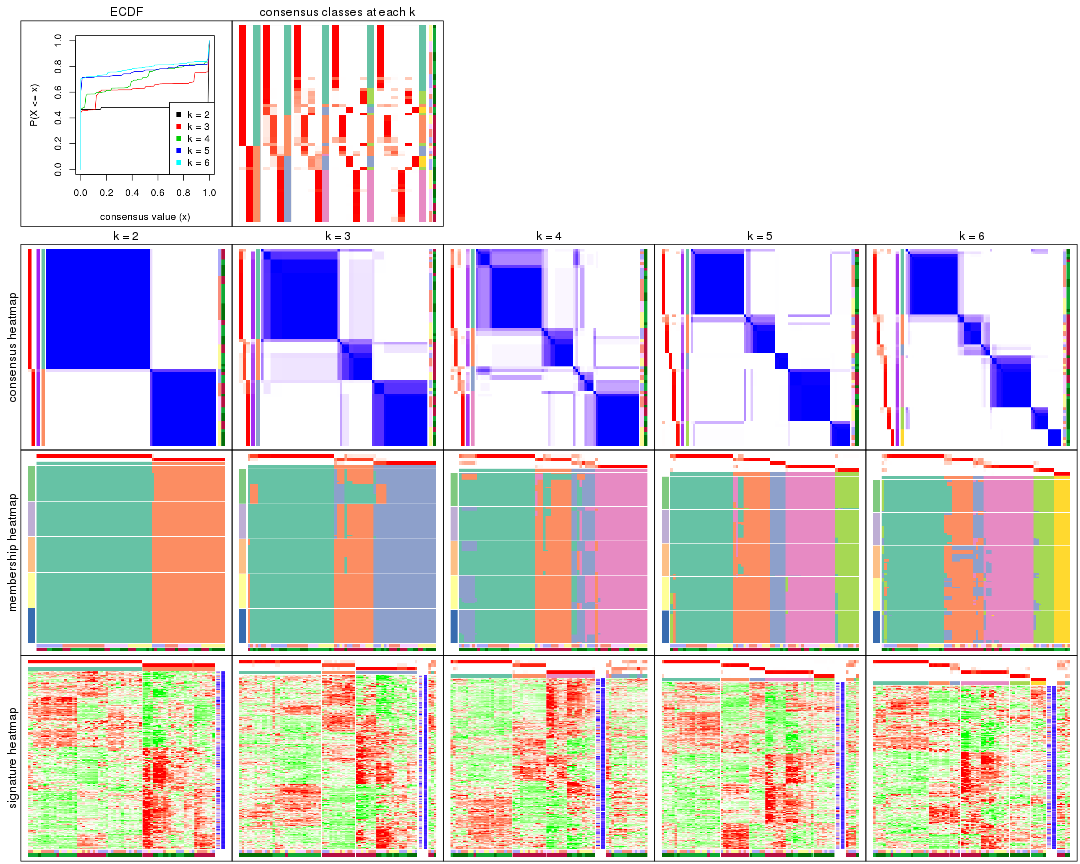 ECDF
consensus classes at each k
P(X <= x)
0.0 0.2 0.4 0.6 0.8 1.0
k = 2
k = 3
k = 4
k = 5
k = 6
0.0 0.2 0.4 0.6 0.8 1.0
consensus value (x)
k = 2
k = 3
k = 4
k = 5
k = 6
consensus heatmap
membership heatmap
signature heatmap